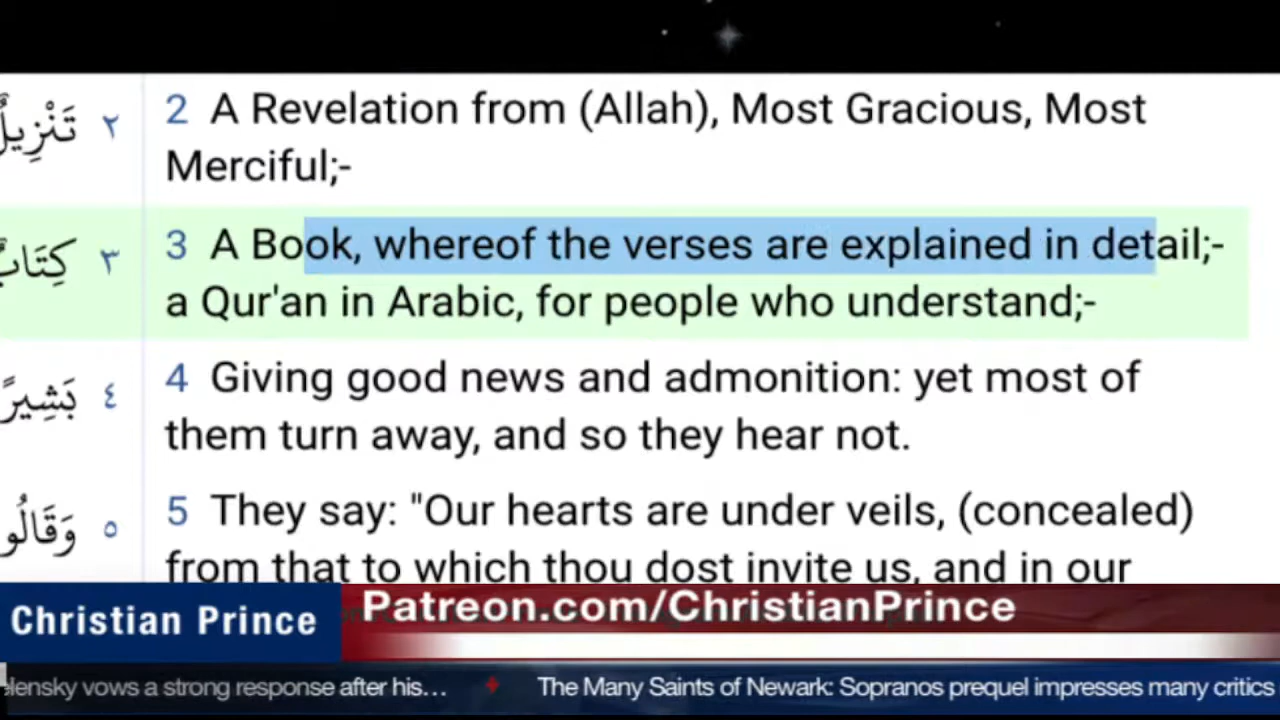 2 A Revelation from (Allah), Most Gracious, Most
Merciful;-
٢
3 A Book, whereof the verses are explained in detail;-
a Qur'an in Arabic, for people who understand;-
٣
4 Giving good news and admonition: yet most of
them turn away, and so they hear not.
٤
5 They say: "Our hearts are under veils, (concealed)
from that to which thou dost invite us, and in our
٥
Christian Prince
Patreon.com/ChristianPrince
vows a strong response after his... The Many Saints of Newark: Sopranos prequel impresses many critics